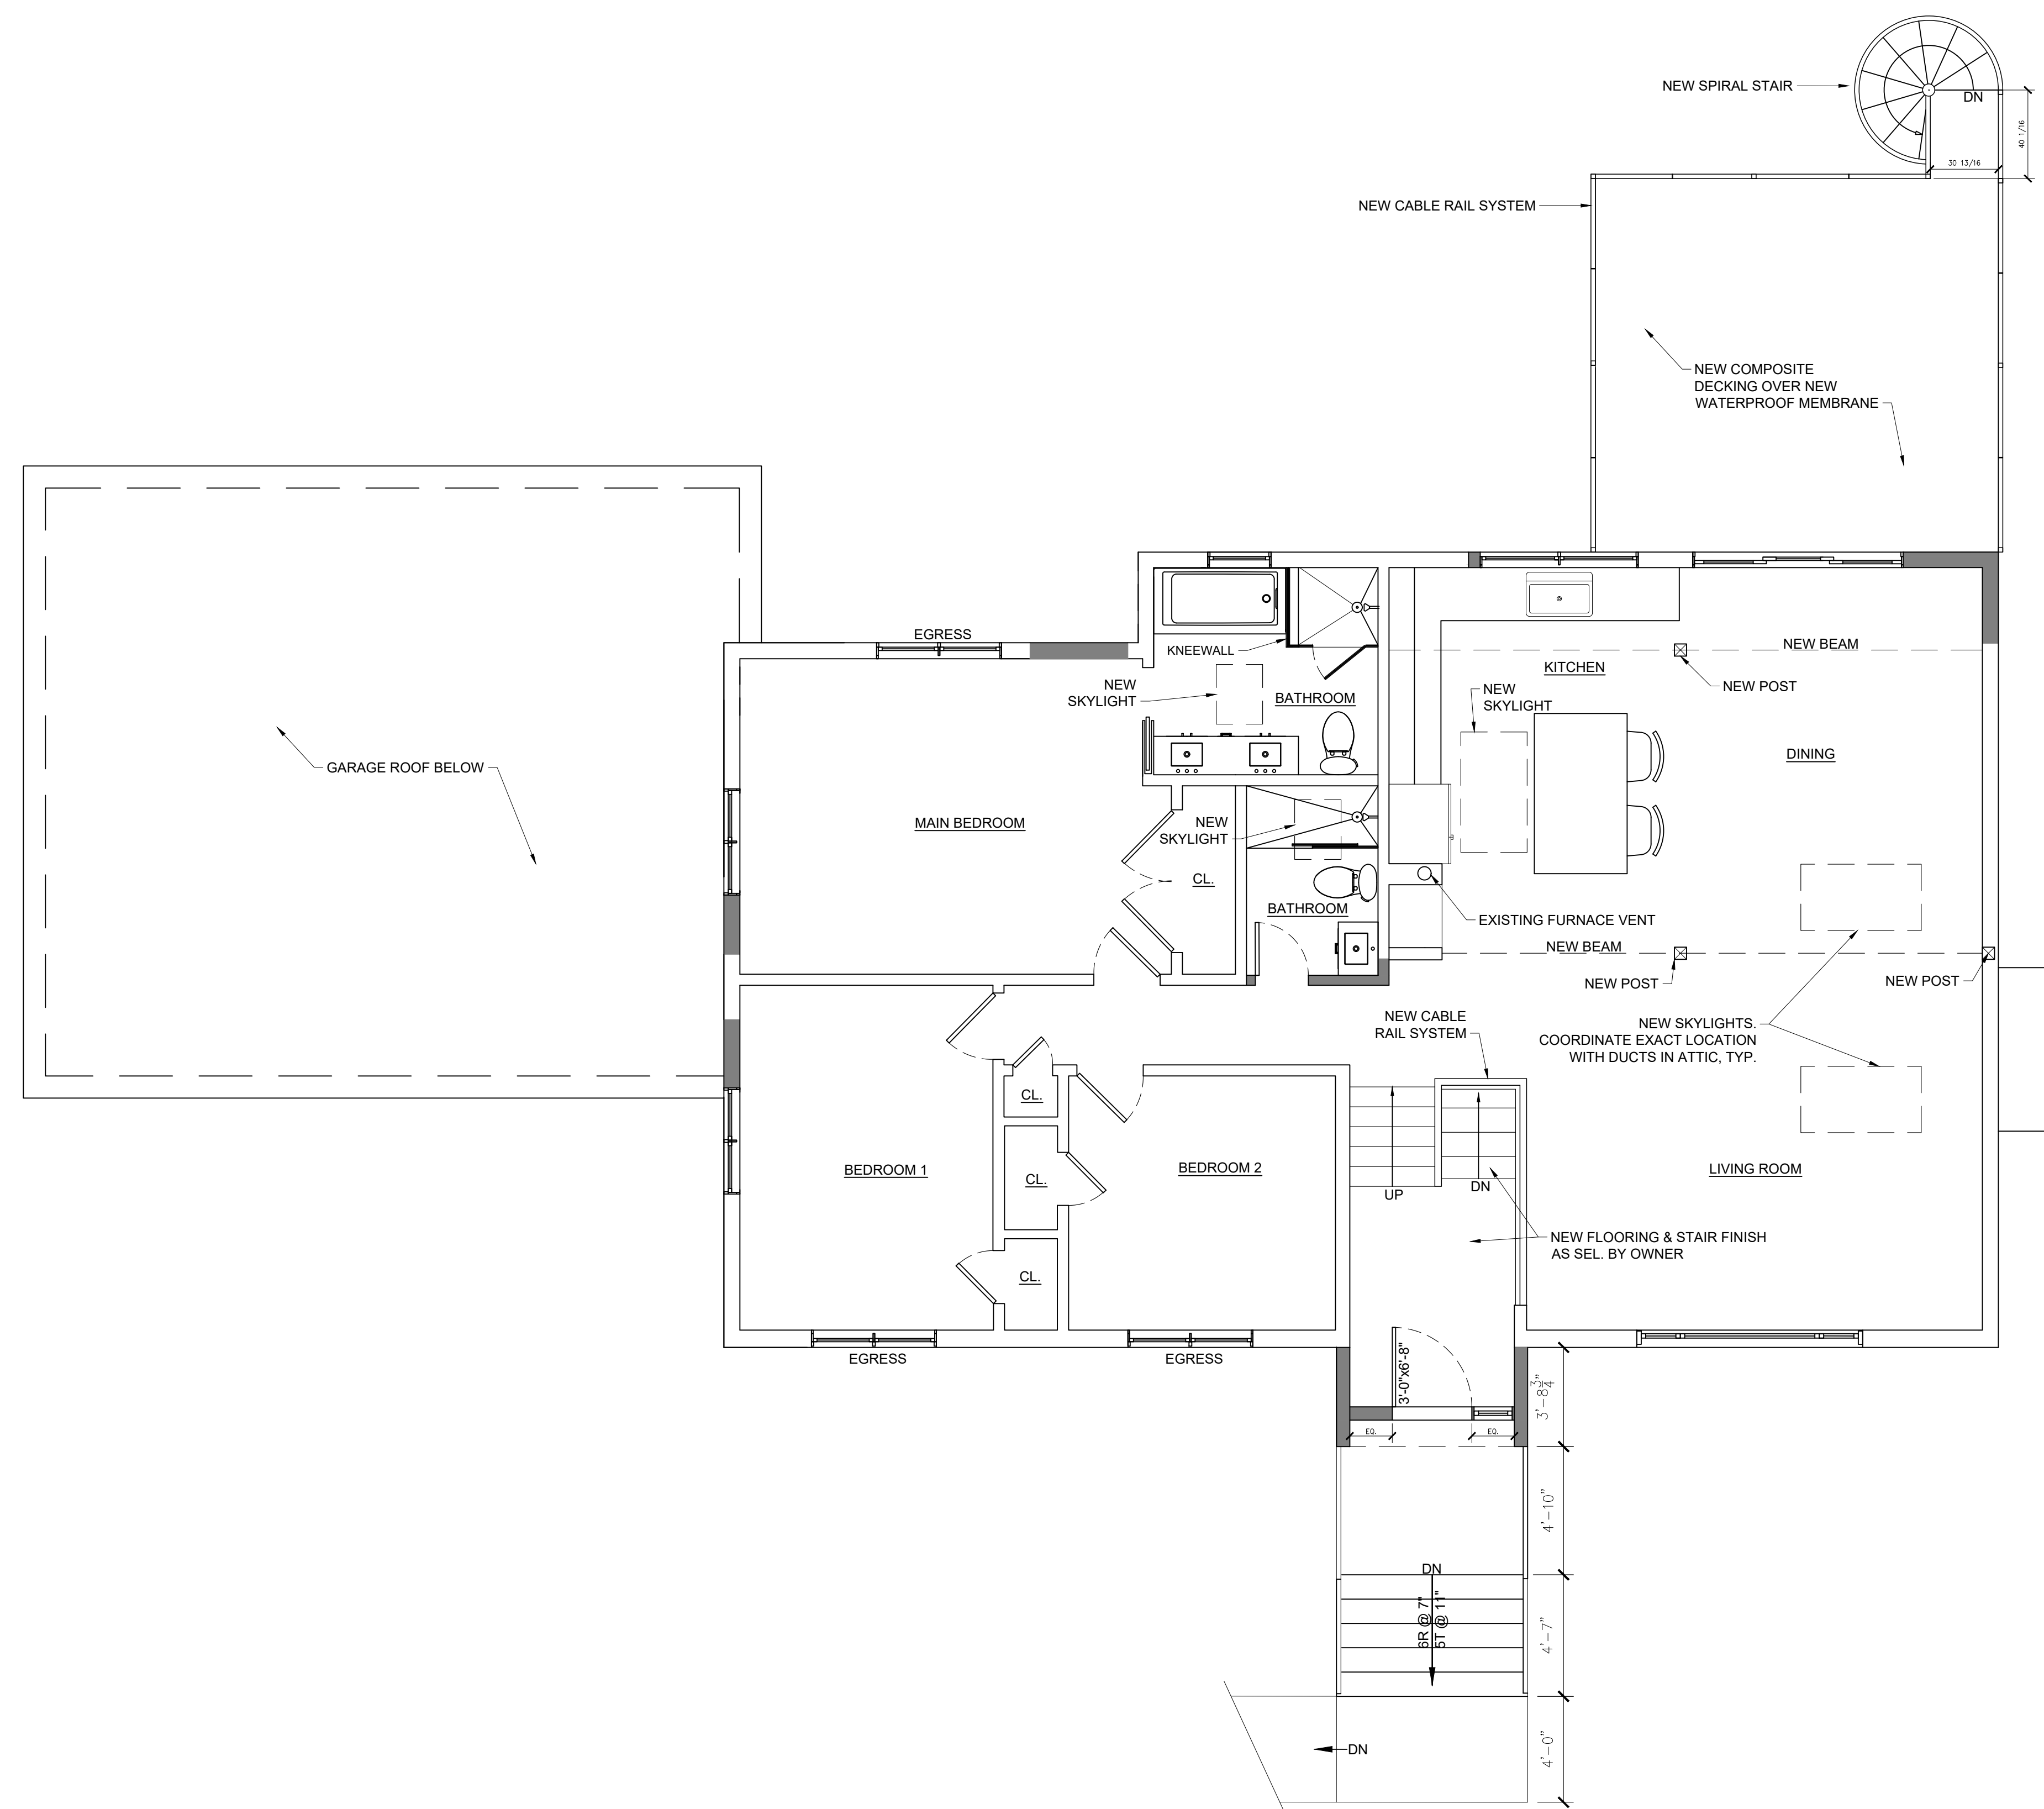 NEW SPIRAL STAIR
DN
40 1/16
30 13/16
NEW CABLE RAIL SYSTEM
NEW COMPOSITE
DECKING OVER NEW
WATERPROOF MEMBRANE
EGRESS
KNEEWALL
NEW BEAM
KITCHEN
NEW POST
NEW
SKYLIGHT
BATHROOM
NEW
SKYLIGHT
DINING
GARAGE ROOF BELOW
MAIN BEDROOM
NEW
SKYLIGHT
CL.
BATHROOM
EXISTING FURNACE VENT
NEW BEAM
NEW POST
NEW POST
NEW CABLE
RAIL SYSTEM
NEW SKYLIGHTS.
COORDINATE EXACT LOCATION
WITH DUCTS IN ATTIC, TYP.
CL.
BEDROOM 1
CL.
BEDROOM 2
UP
DN
LIVING ROOM
NEW FLOORING & STAIR FINISH
AS SEL. BY OWNER
CL.
EGRESS
EGRESS
3'-0"x6'-8"
EQ.
EQ.
3'-8 3/4"
4'-10"
DN
6R @ 7"
5T @ 11"
4'-7"
DN
4'-0"